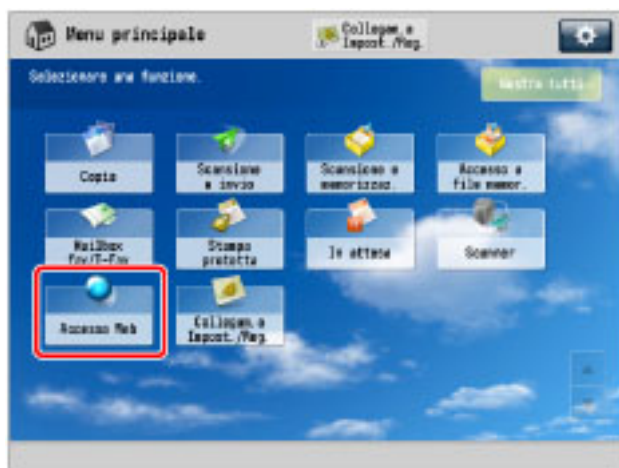 Menu principale
Collegam. a
Impost./Reg.
Selezionare una funzione.
Mostra tutti
Copia
Scansione
e invio
Scansione e
memorizzaz.
Accesso a
file memor.
Mailbox
fax/I-Fax
Stampa
protetta
In attesa
Scanner
Accesso Web
Collegam. a
Impost./Reg.